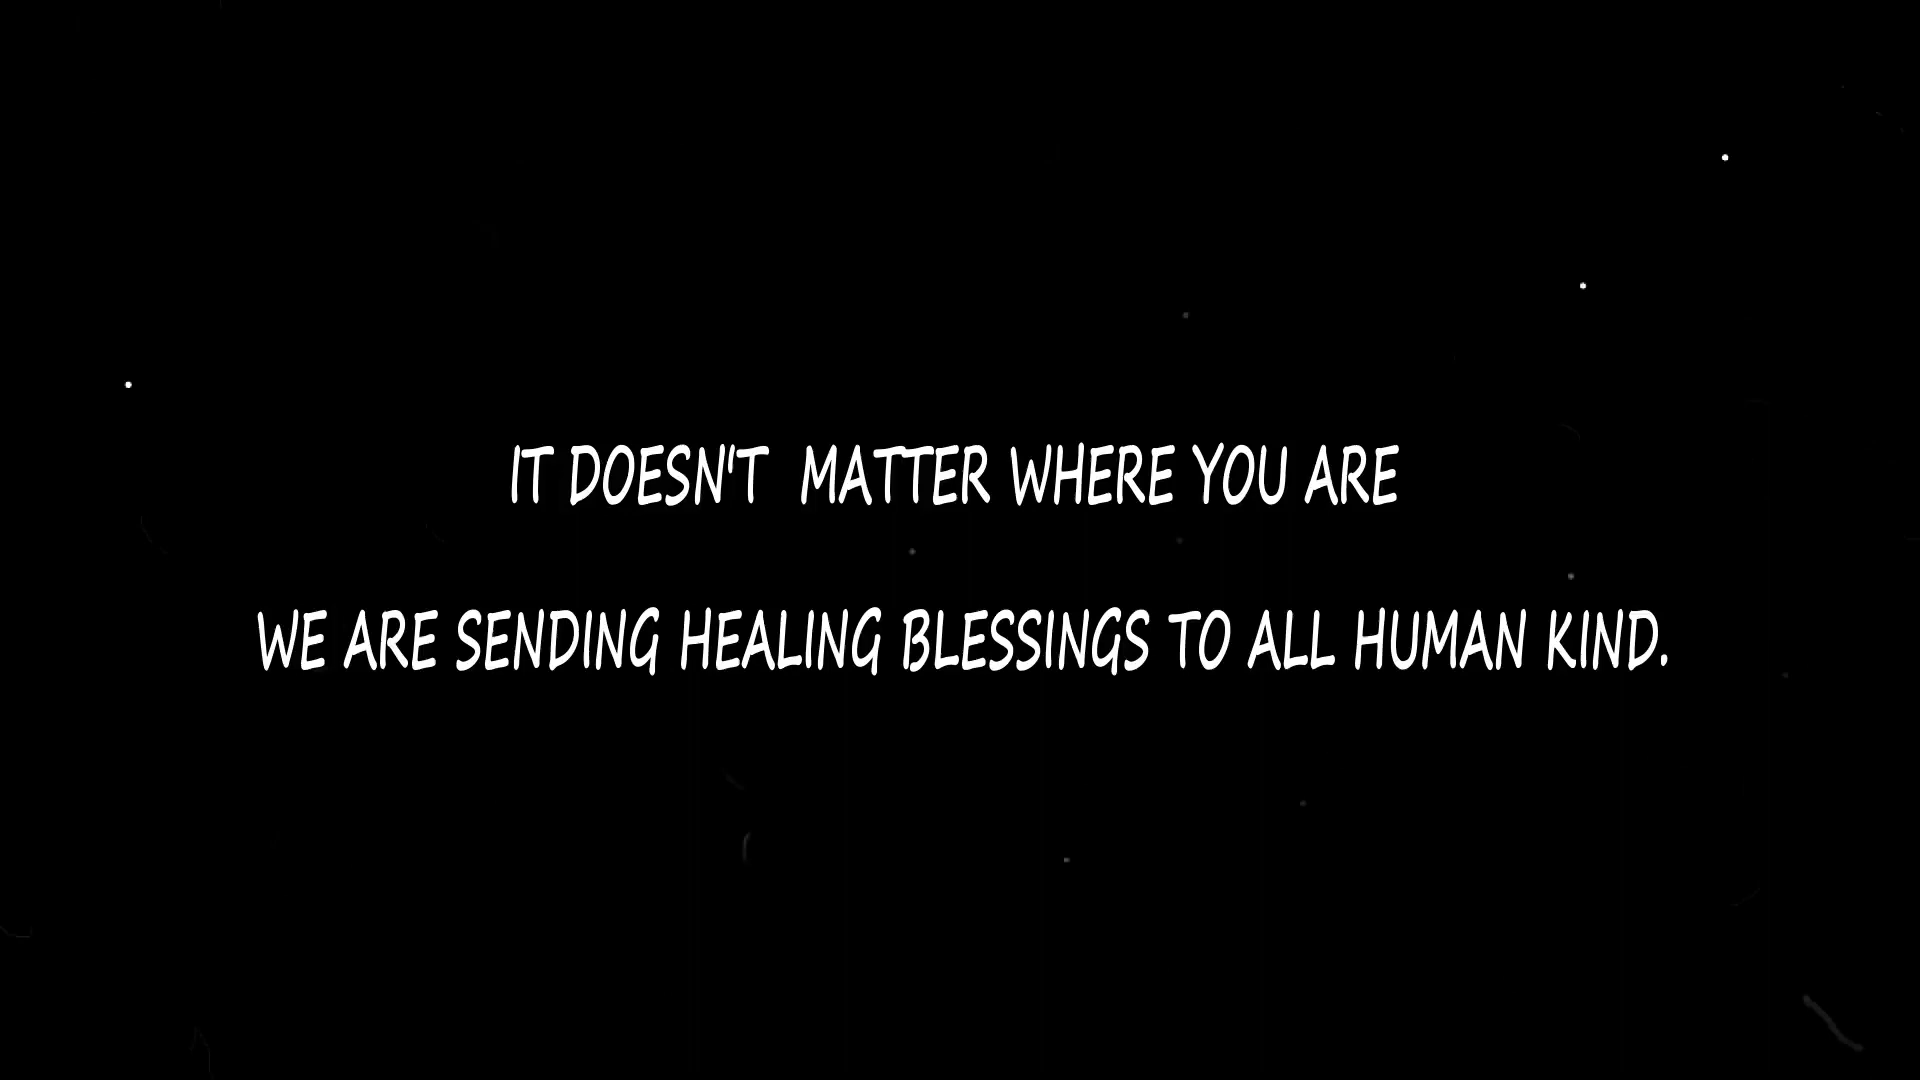 IT DOESN'T  MATTER WHERE YOU ARE
WE ARE SENDING HEALING BLESSINGS TO ALL HUMAN KIND.